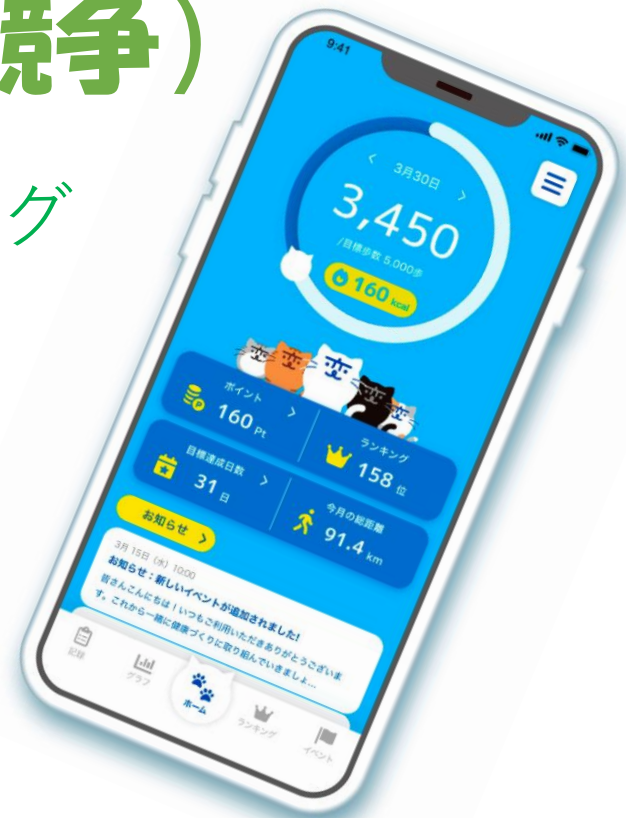 競争）
グ
9:41
3月30日
3,450
/目標歩数 5,000歩
160 kcal
変 変 変 変 変
ポイント
160 Pt
ランキング
158 位
目標達成日数
31 日
今月の総距離
91.4 km
お知らせ
3月 15日（水）10:00
お知らせ：新しいイベントが追加されました!
皆さんこんにちは！いつもご利用いただきありがとうございま
す。これから一緒に健康づくりに取り組んでいきましょ...
記録
グラフ
ホーム
ランキング
イベント